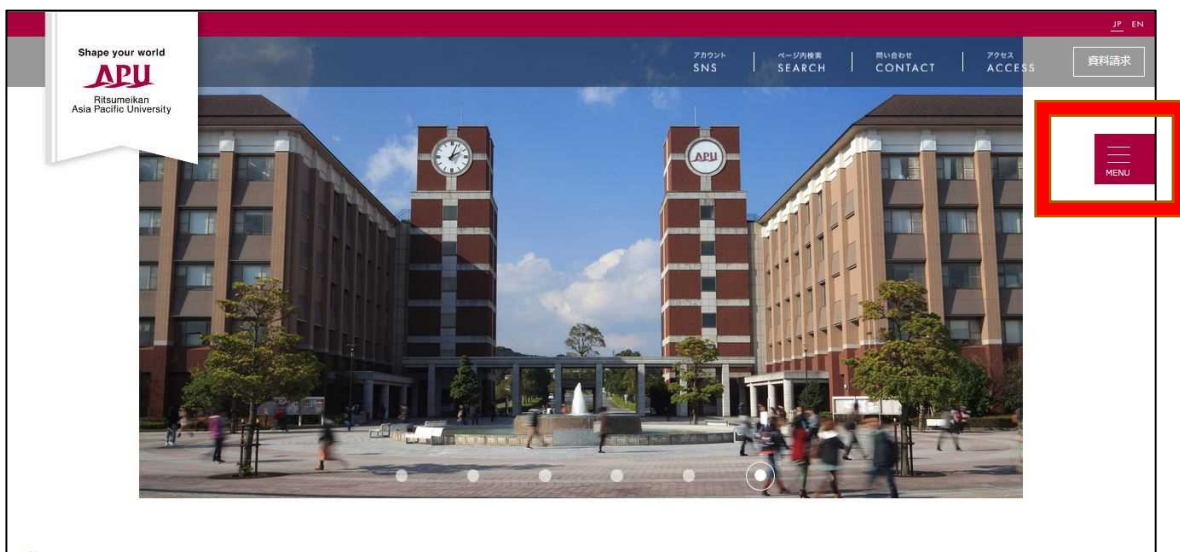 JP EN
Shape your world
APU
Ritsumeikan
Asia Pacific University
アカウント
SNS
ページ内検索
SEARCH
問い合わせ
CONTACT
アクセス
ACCESS
資料請求
MENU
APU